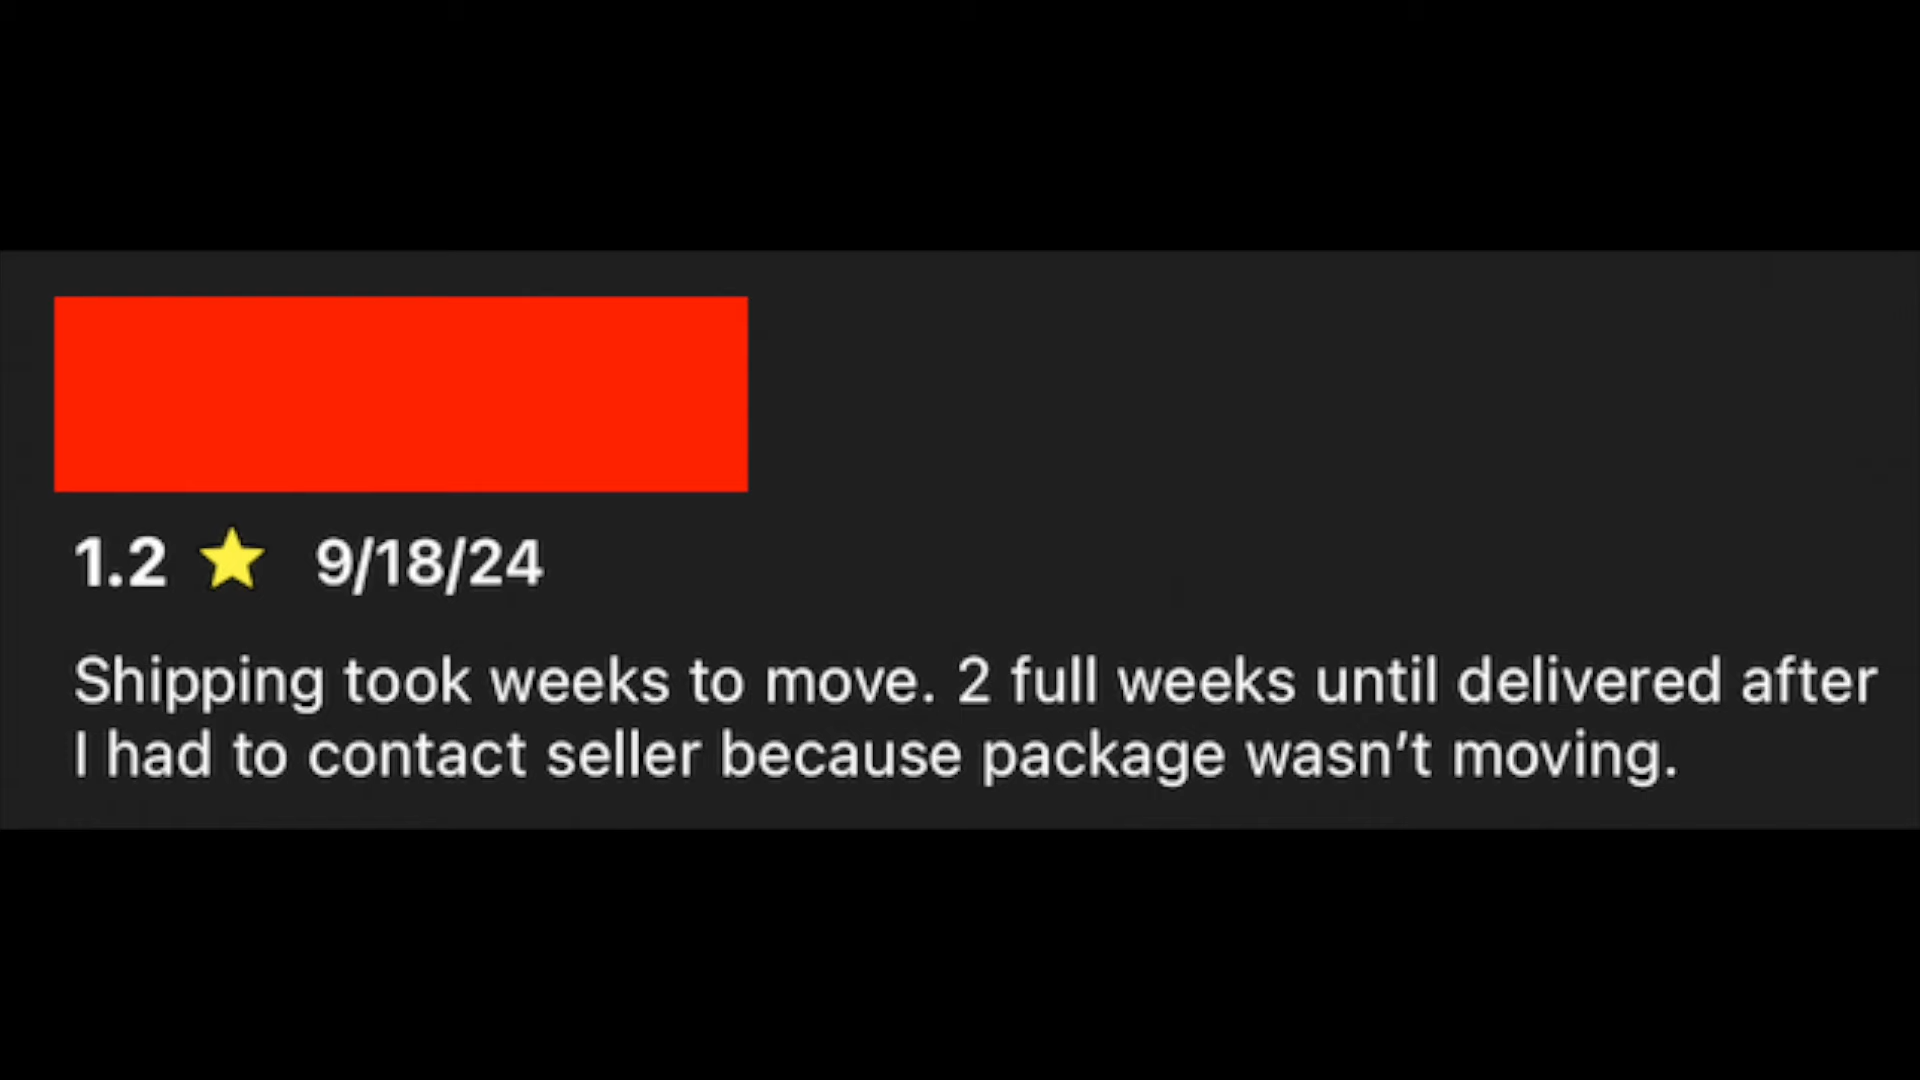 1.2 ⭐ 9/18/24
Shipping took weeks to move. 2 full weeks until delivered after
I had to contact seller because package wasn’t moving.